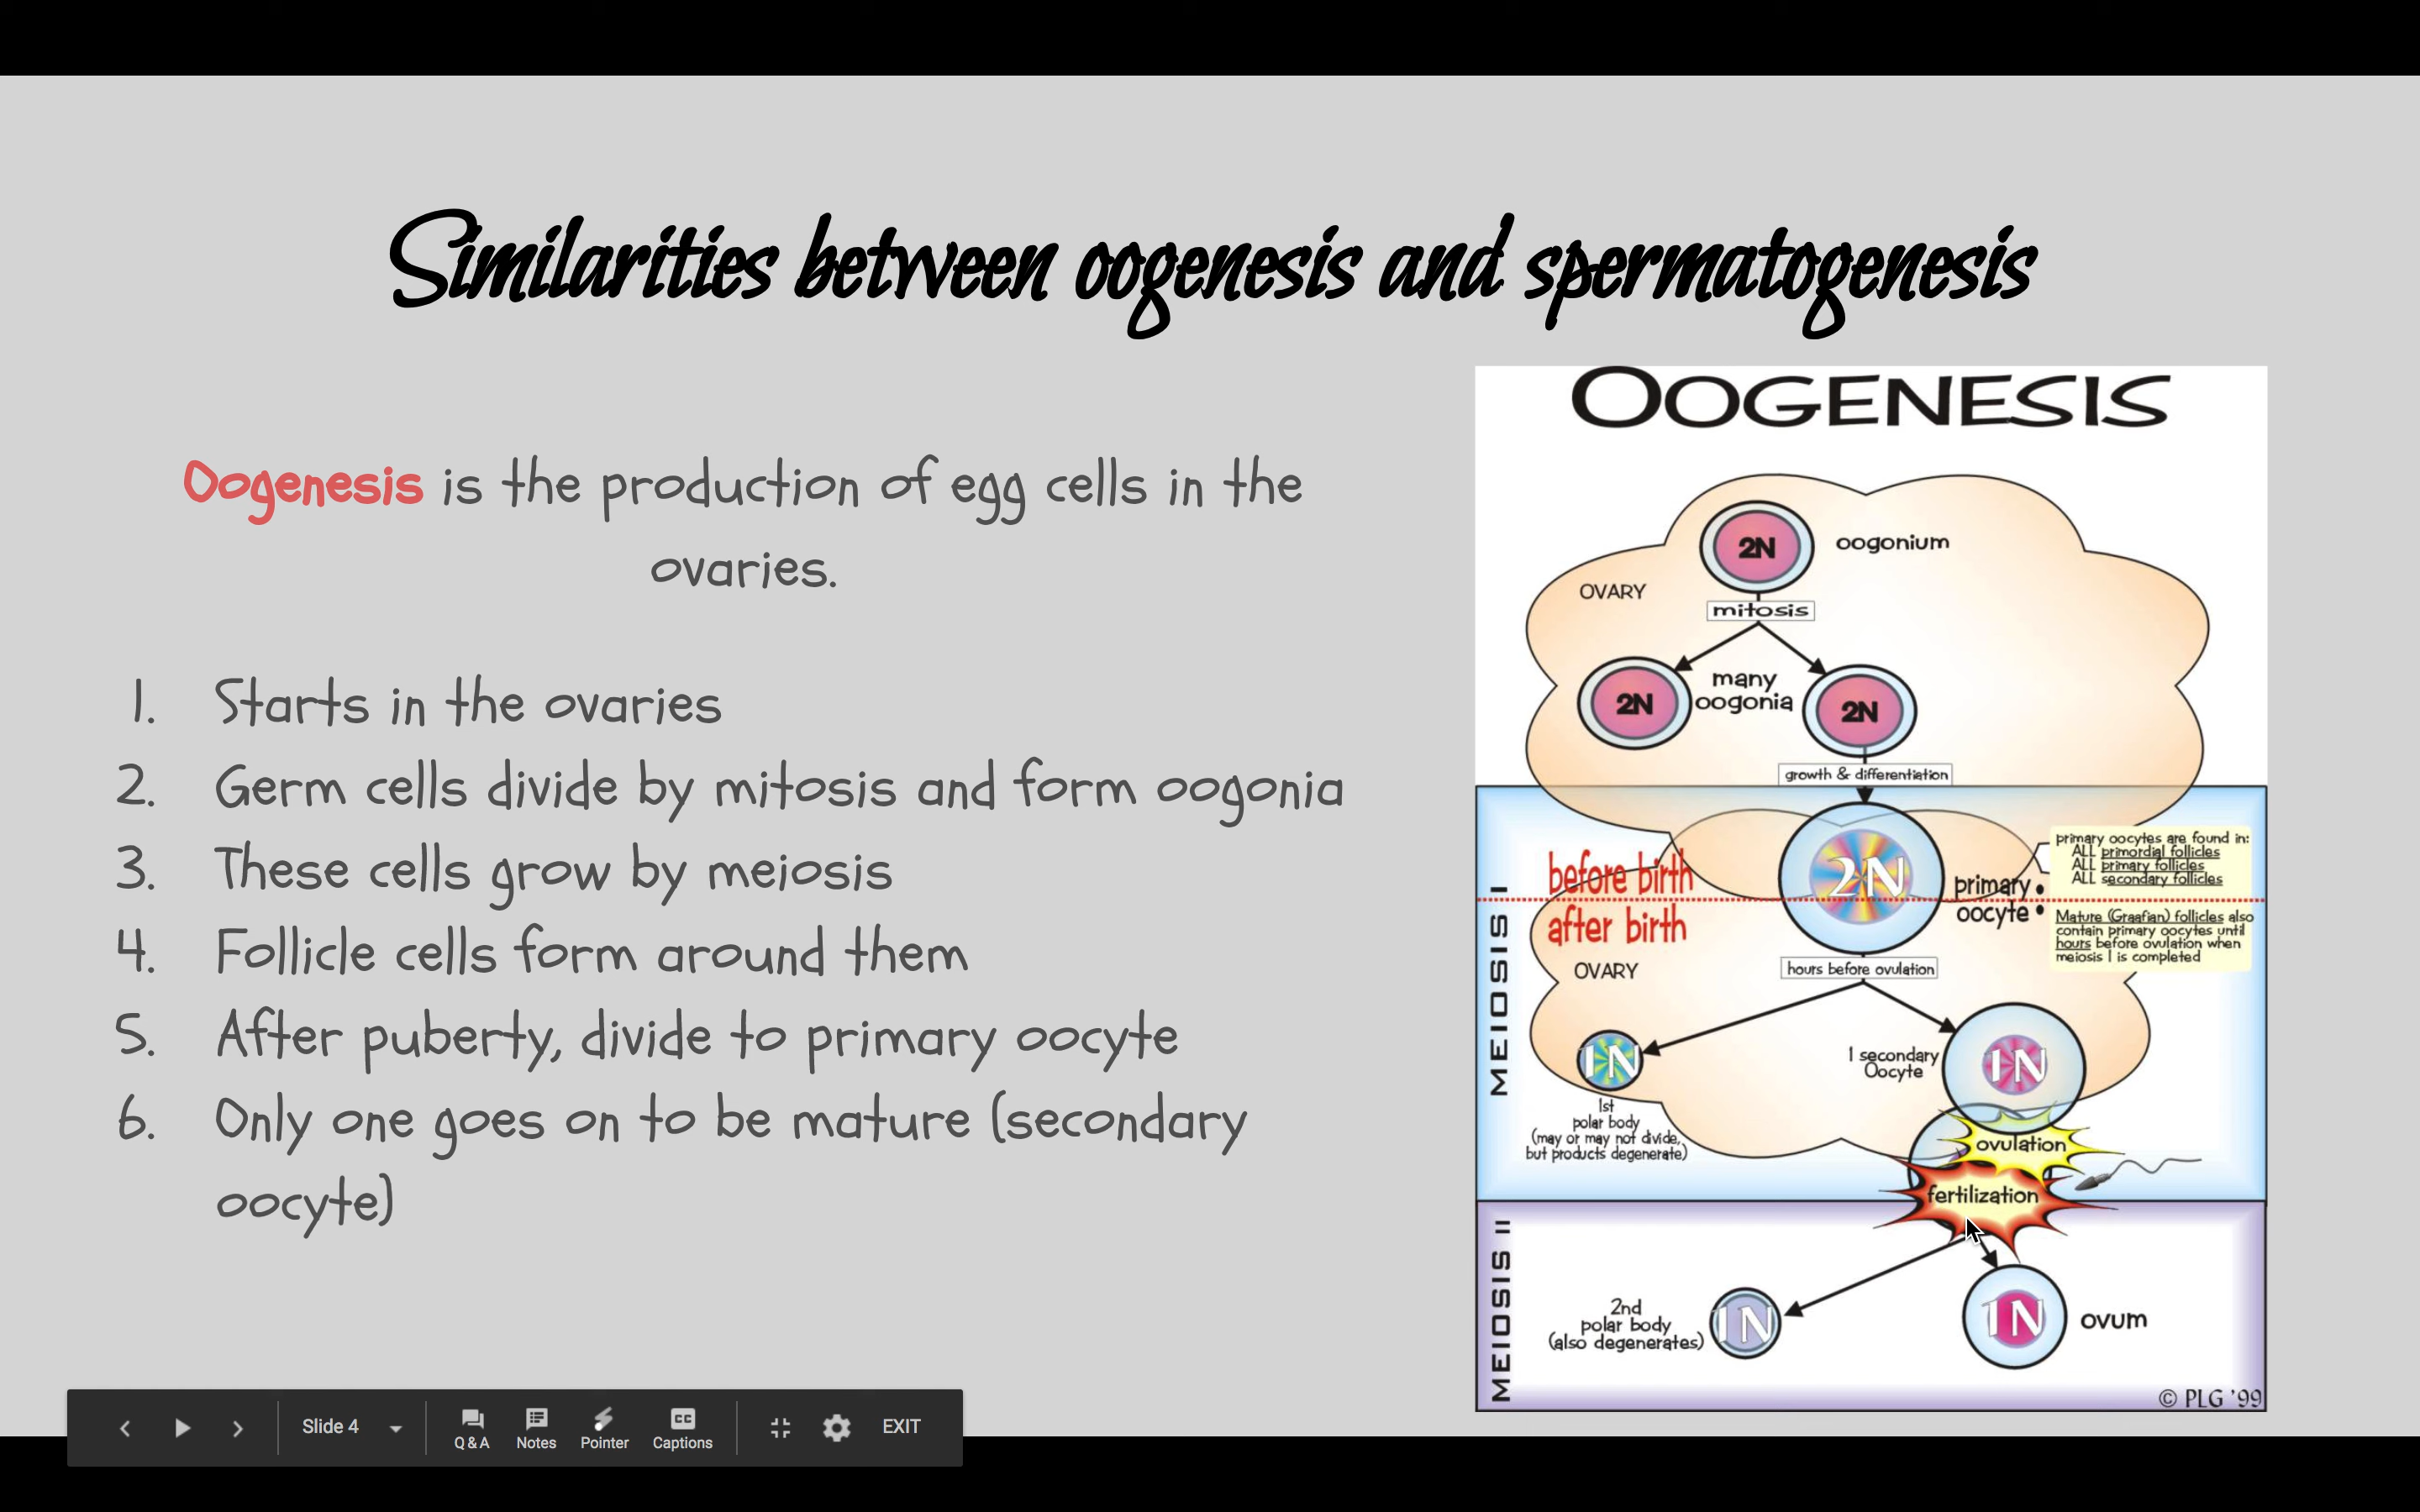 Similarities between oogenesis and spermatogenesis
Oogenesis is the production of egg cells in the
ovaries.
1. Starts in the ovaries
2. Germ cells divide by mitosis and form oogonia
3. These cells grow by meiosis
4. Follicle cells form around them
5. After puberty, divide to primary oocyte
6. Only one goes on to be mature (secondary
oocyte)
OOGENESIS
2N
oogonium
OVARY
mitosis
2N
many
oogonia
2N
growth & differentiation
MEIOSIS I
before birth
after birth
2N
primary
oocyte
primary oocytes are found in:
ALL primordial follicles
ALL primary follicles
ALL secondary follicles
Mature (Graafian) follicles also
contain primary oocytes until
hours before ovulation when
meiosis I is completed
OVARY
hours before ovulation
1N
1st
polar body
(may or may not divide,
but products degenerate)
1 secondary
Oocyte
1N
ovulation
fertilization
MEIOSIS II
2nd
polar body
(also degenerates)
1N
1N
ovum
© PLG '99
Slide 4
Q&A
Notes
Pointer
CC
Captions
EXIT